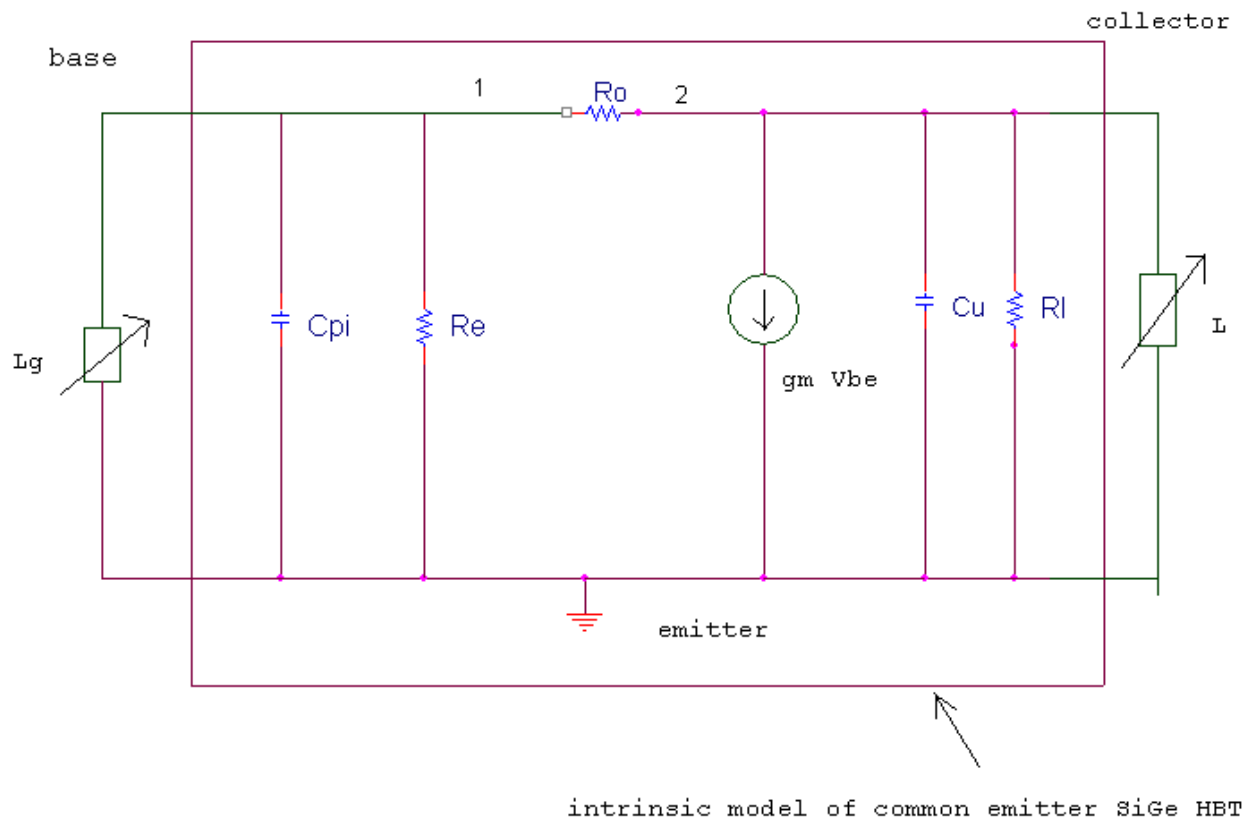 collector
base
1
Ro
2
Lg
Cpi
Re
gm Vbe
Cu
Rl
L
emitter
intrinsic model of common emitter SiGe HBT